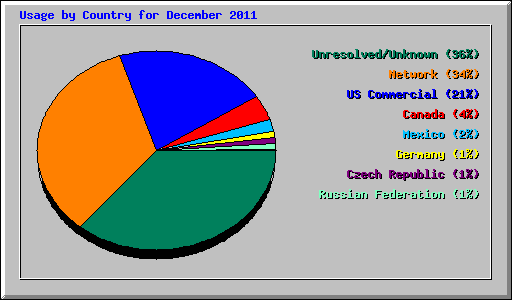 Usage by Country for December 2011
Unresolved/Unknown (36%)
Network (34%)
US Commercial (21%)
Canada (4%)
Mexico (2%)
Germany (1%)
Czech Republic (1%)
Russian Federation (1%)